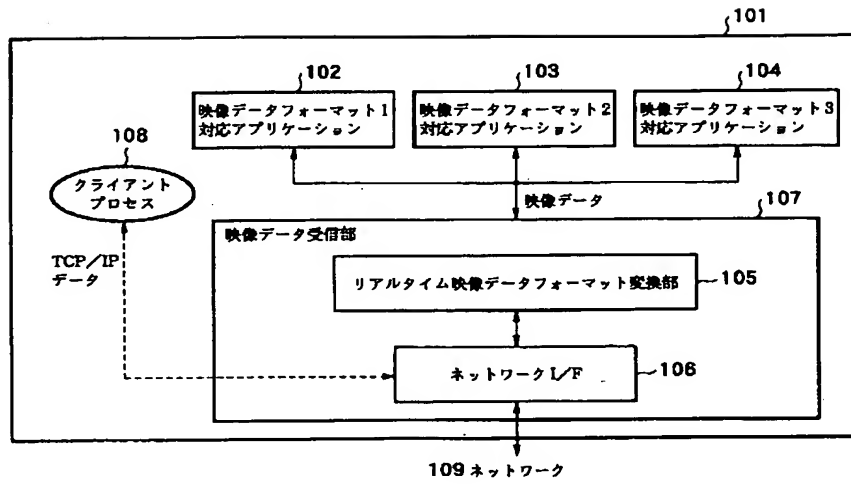 101
102
103
104
映像データフォーマット1
対応アプリケーション
映像データフォーマット2
対応アプリケーション
映像データフォーマット3
対応アプリケーション
108
クライアント
プロセス
映像データ
107
映像データ受信部
TCP/IP
データ
リアルタイム映像データフォーマット変換部
105
ネットワークI/F
106
109 ネットワーク